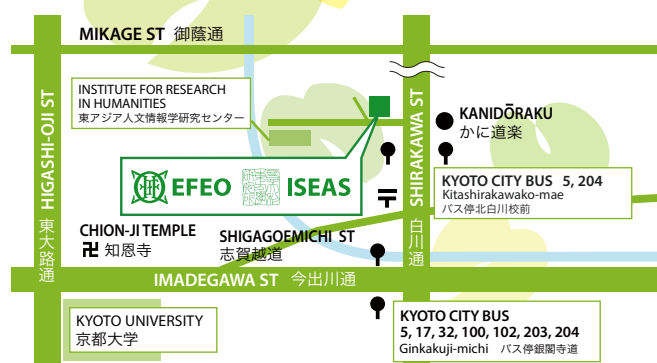 MIKAGE ST 御蔭通
HIGASHI-OJI ST 東大路通
INSTITUTE FOR RESEARCH
IN HUMANITIES
東アジア人文情報学研究センター
SHIRAKAWA ST 白川通
KANIDŌRAKU
かに道楽
EFEO ISEAS
KYOTO CITY BUS 5, 204
Kitashirakawako-mae
バス停北白川校前
CHION-JI TEMPLE
卍 知恩寺
SHIGAGOEMICHI ST
志賀越道
〒
IMADEGAWA ST 今出川通
KYOTO UNIVERSITY
京都大学
KYOTO CITY BUS
5, 17, 32, 100, 102, 203, 204
Ginkakuji-michi バス停銀閣寺道